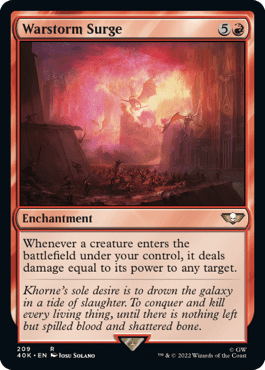 Warstorm Surge 5
Enchantment
Whenever a creature enters the
battlefield under your control, it deals
damage equal to its power to any target.
Khorne's sole desire is to drown the galaxy
in a tide of slaughter. To conquer and kill
every living thing, until there is nothing left
but spilled blood and shattered bone.
209 R © GW
40K • EN Iosu Solano ™ & © 2022 Wizards of the Coast